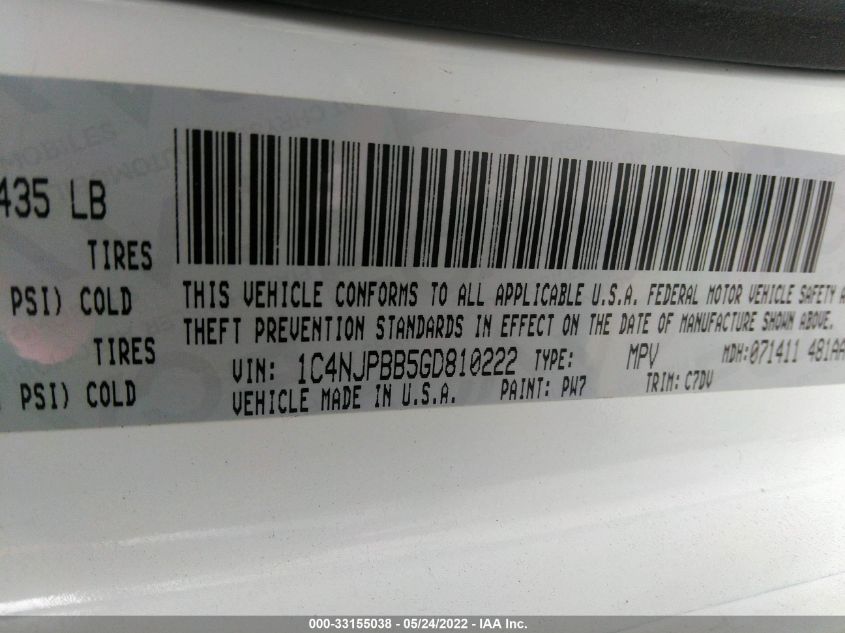 435 LB
TIRES
PSI) COLD
TIRES
PSI) COLD
THIS VEHICLE CONFORMS TO ALL APPLICABLE U.S.A. FEDERAL MOTOR VEHICLE SAFETY A
THEFT PREVENTION STANDARDS IN EFFECT ON THE DATE OF MANUFACTURE SHOWN ABOVE.
VIN: 1C4NJPBB5GD810222 TYPE: MPV MDH:071411 481AA
VEHICLE MADE IN U.S.A. PAINT: PW7 TRIM: C7DV
000-33155038 - 05/24/2022 - IAA Inc.